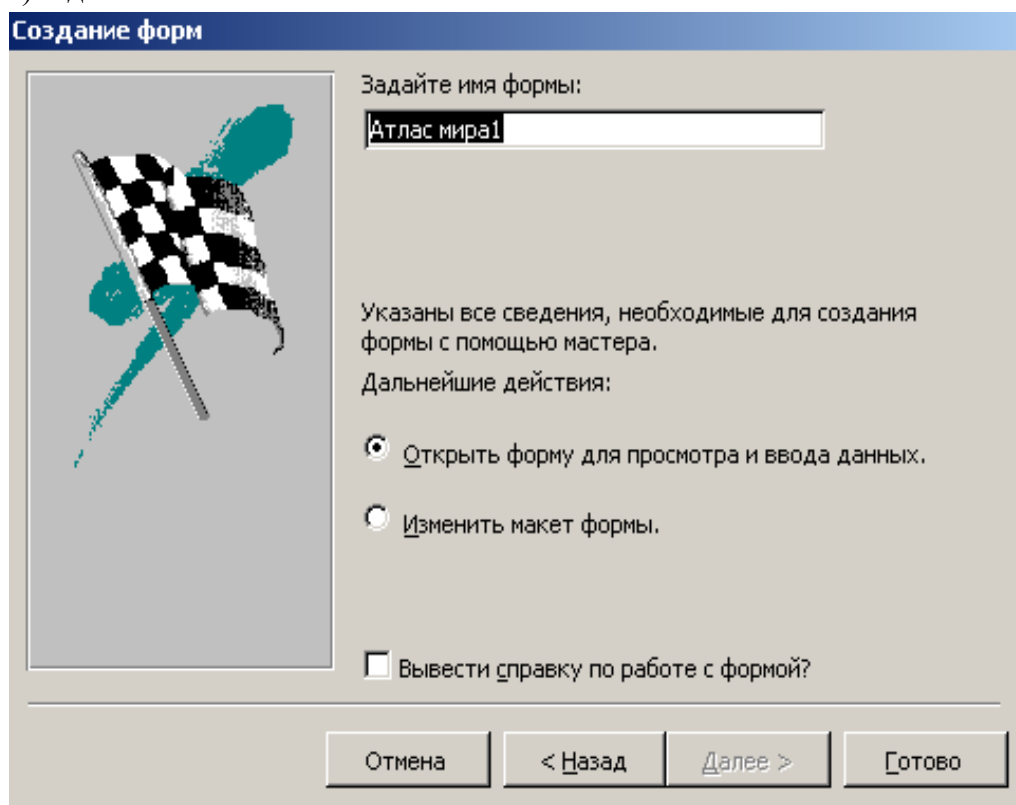 Создание форм
Задайте имя формы:
Атлас мира1
Указаны все сведения, необходимые для создания
формы с помощью мастера.
Дальнейшие действия:
Открыть форму для просмотра и ввода данных.
Изменить макет формы.
Вывести справку по работе с формой?
Отмена
< Назад
Далее >
Готово